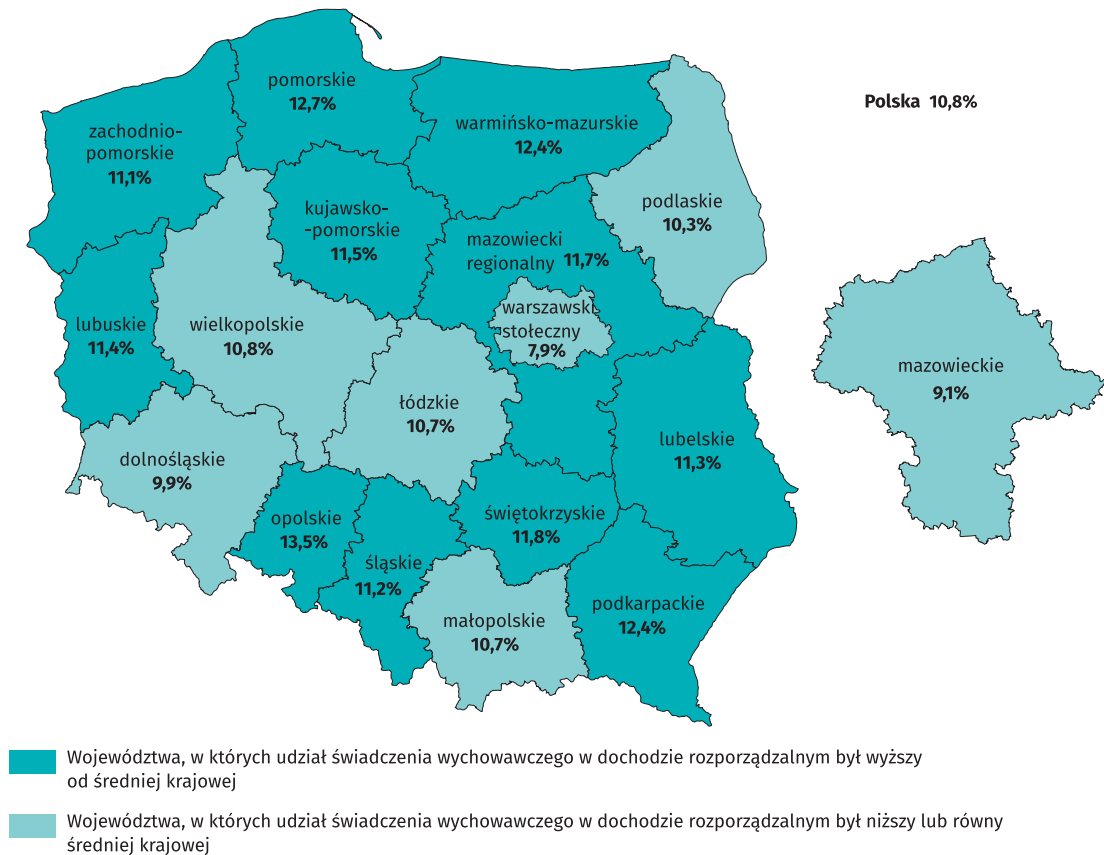 pomorskie
12,7%
Polska 10,8%
warmińsko-mazurskie
12,4%
zachodnio-
pomorskie
11,1%
podlaskie
10,3%
kujawsko-
-pomorskie
11,5%
mazowiecki
regionalny 11,7%
warszawski
stołeczny
7,9%
lubuskie
11,4%
wielkopolskie
10,8%
mazowieckie
9,1%
łódzkie
10,7%
lubelskie
11,3%
dolnośląskie
9,9%
opolskie
13,5%
świętokrzyskie
11,8%
śląskie
11,2%
podkarpackie
12,4%
małopolskie
10,7%
Województwa, w których udział świadczenia wychowawczego w dochodzie rozporządzalnym był wyższy
od średniej krajowej
Województwa, w których udział świadczenia wychowawczego w dochodzie rozporządzalnym był niższy lub równy
średniej krajowej